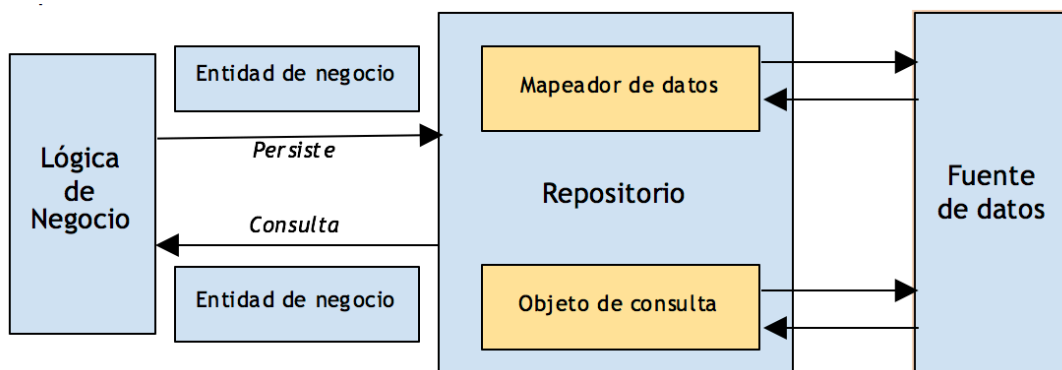 Entidad de negocio
Mapeador de datos
Persiste
Lógica
de
Negocio
Repositorio
Fuente
de datos
Consulta
Entidad de negocio
Objeto de consulta